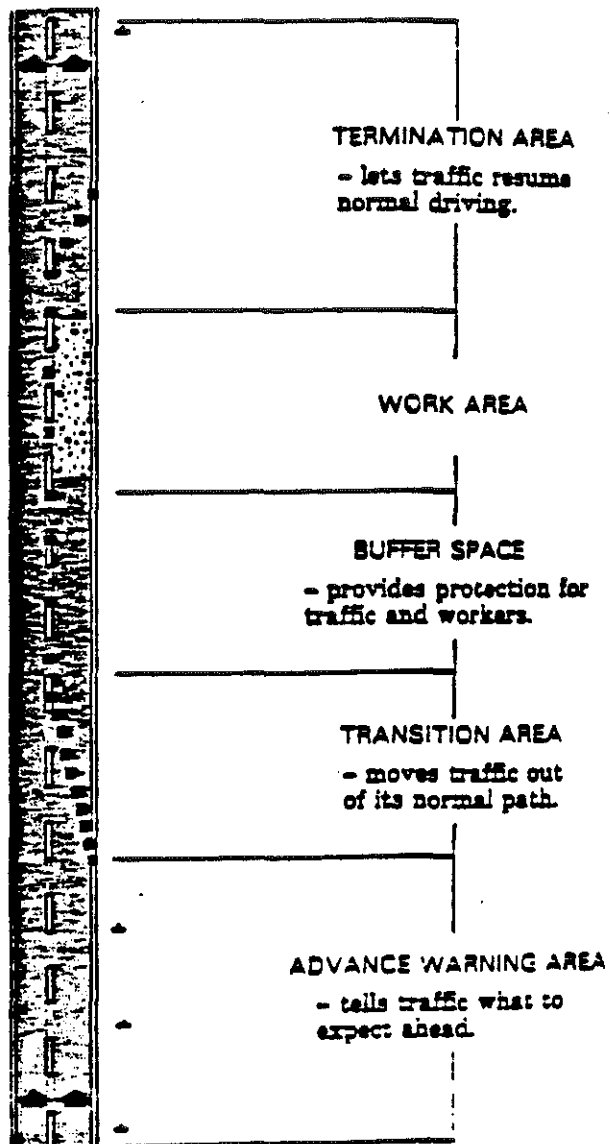 TERMINATION AREA
– lets traffic resume
normal driving.
WORK AREA
BUFFER SPACE
– provides protection for
traffic and workers.
TRANSITION AREA
– moves traffic out
of its normal path.
ADVANCE WARNING AREA
– tells traffic what to
expect ahead.